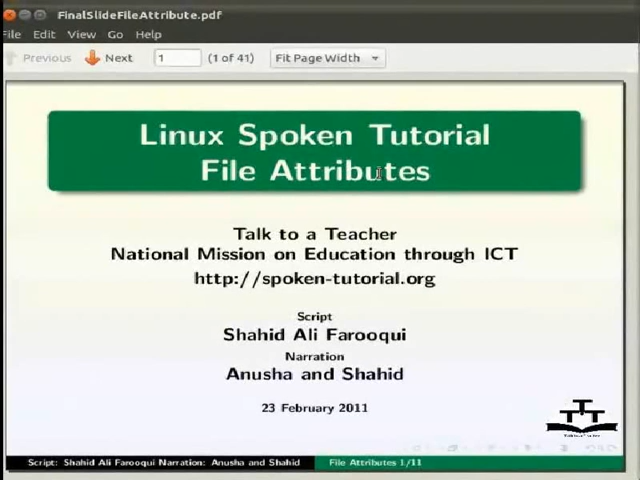 FinalSlideFileAttribute.pdf
File Edit View Go Help
Previous Next 1 (1 of 41) Fit Page Width
Linux Spoken Tutorial
File Attributes
Talk to a Teacher
National Mission on Education through ICT
http://spoken-tutorial.org
Script
Shahid Ali Farooqui
Narration
Anusha and Shahid
23 February 2011
Script: Shahid Ali Farooqui Narration: Anusha and Shahid File Attributes 1/11